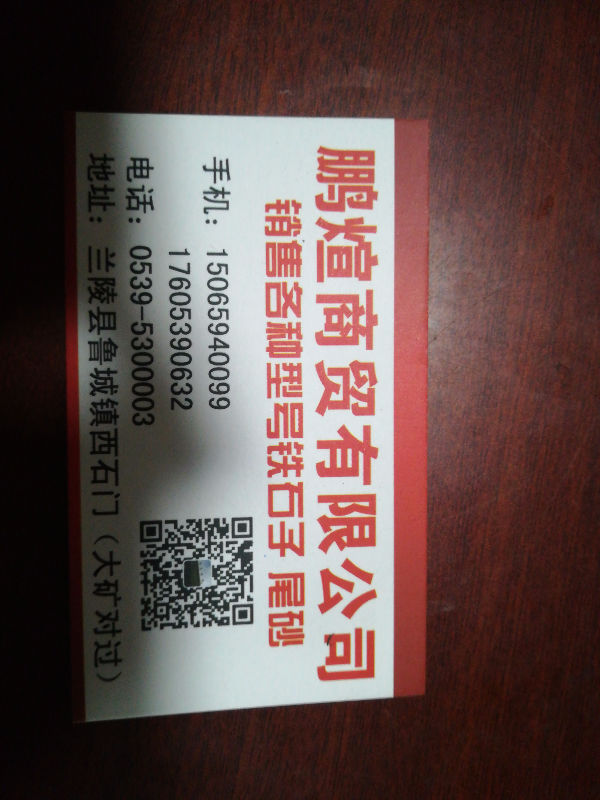 鹏煊商贸有限公司
销售各种型号铁石子 尾砂
手机：15065940099
17605390632
电话：0539-5300003
地址：兰陵县鲁城镇西石门（大矿对过）